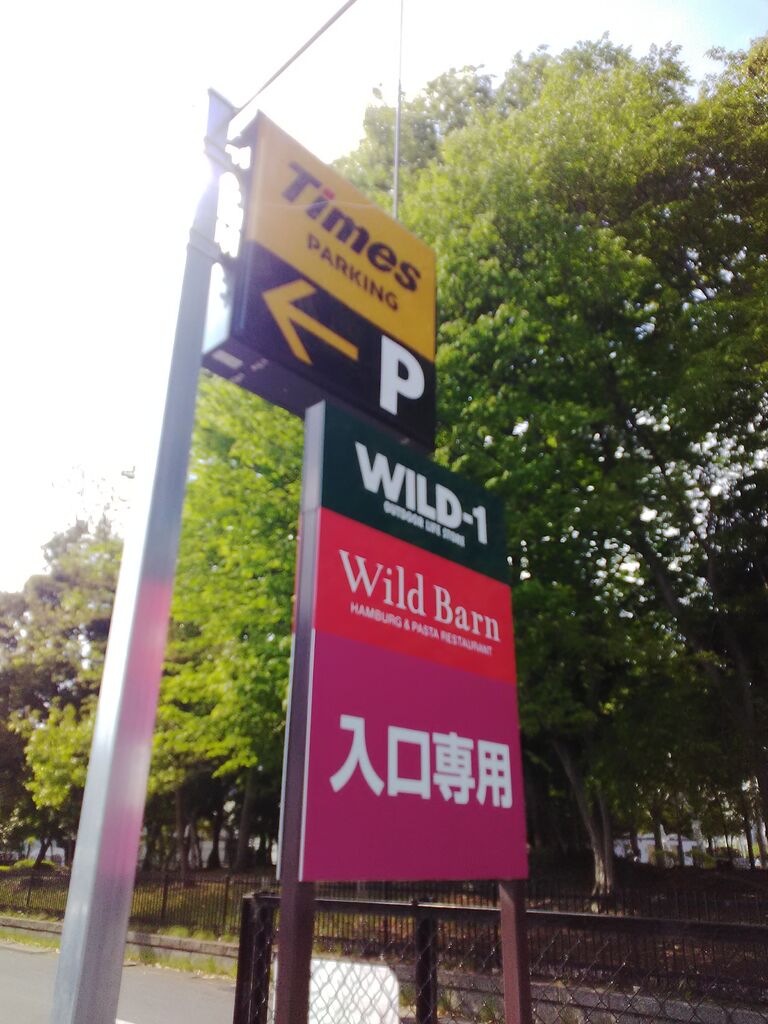 Times
PARKING
P
WILD-1
OUTDOOR LIFE STORE
Wild Barn
HAMBURG & PASTA RESTAURANT
入口専用